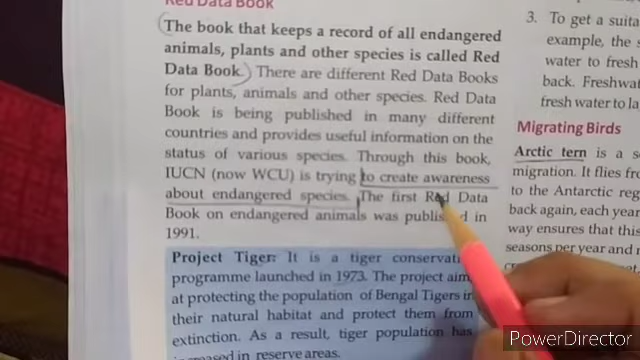 Red Data Book
The book that keeps a record of all endangered
animals, plants and other species is called Red
Data Book. There are different Red Data Books
for plants, animals and other species. Red Data
Book is being published in many different
countries and provides useful information on the
status of various species. Through this book,
IUCN (now WCU) is trying to create awareness
about endangered species. The first Red Data
Book on endangered animals was publis d in
1991.
Project Tiger: It is a tiger conservati
programme launched in 1973. The project aim
at protecting the population of Bengal Tigers in
their natural habitat and protect them from
extinction. As a result, tiger population has
increased in reserve areas.
3. To get a suita
example, the s
water to fresh
back. Freshwat
fresh water to la
Migrating Birds
Arctic tern is a s
migration. It flies fr
to the Antarctic reg
back again, each year
way ensures that this
seasons per year and
PowerDirector